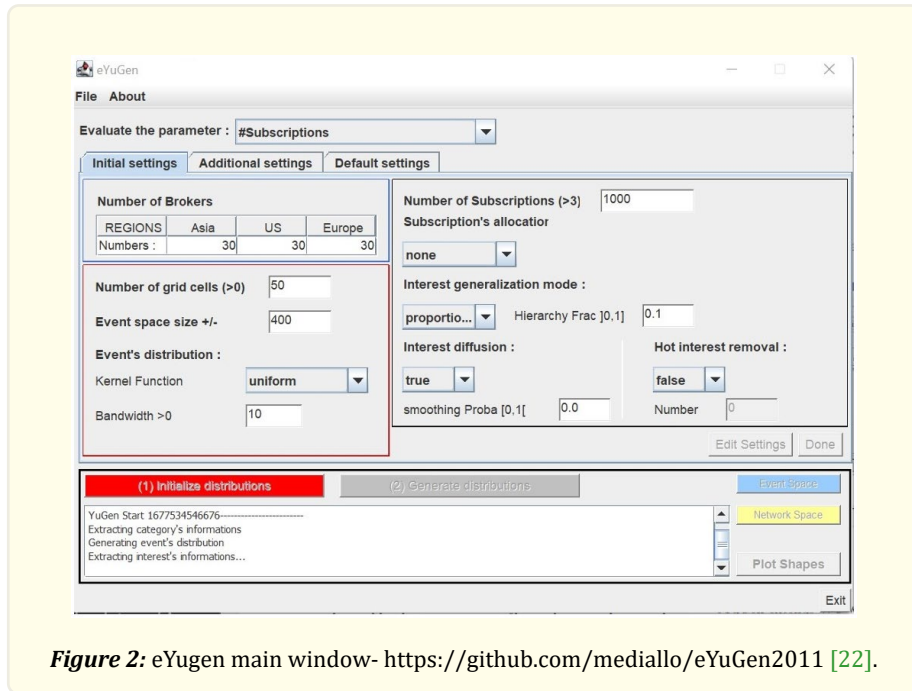 eYuGen
File About
Evaluate the parameter : #Subscriptions
Initial settings Additional settings Default settings
Number of Brokers
REGIONS Asia US Europe
Numbers : 30 30 30
Number of grid cells (>0) 50
Event space size +/- 400
Event's distribution :
Kernel Function uniform
Bandwidth >0 10
Number of Subscriptions (>3) 1000
Subscription's allocatior
none
Interest generalization mode :
proportio... Hierarchy Frac ]0,1] 0.1
Interest diffusion : Hot interest removal :
true false
smoothing Proba [0,1[ 0.0 Number 0
Edit Settings Done
(1) Initialize distributions (2) Generate distributions Event Space
YuGen Start 1677534546676------------------------
Extracting category's informations
Generating event's distribution
Extracting interest's informations...
Network Space
Plot Shapes
Exit
Figure 2: eYugen main window- https://github.com/mediallo/eYuGen2011 [22].